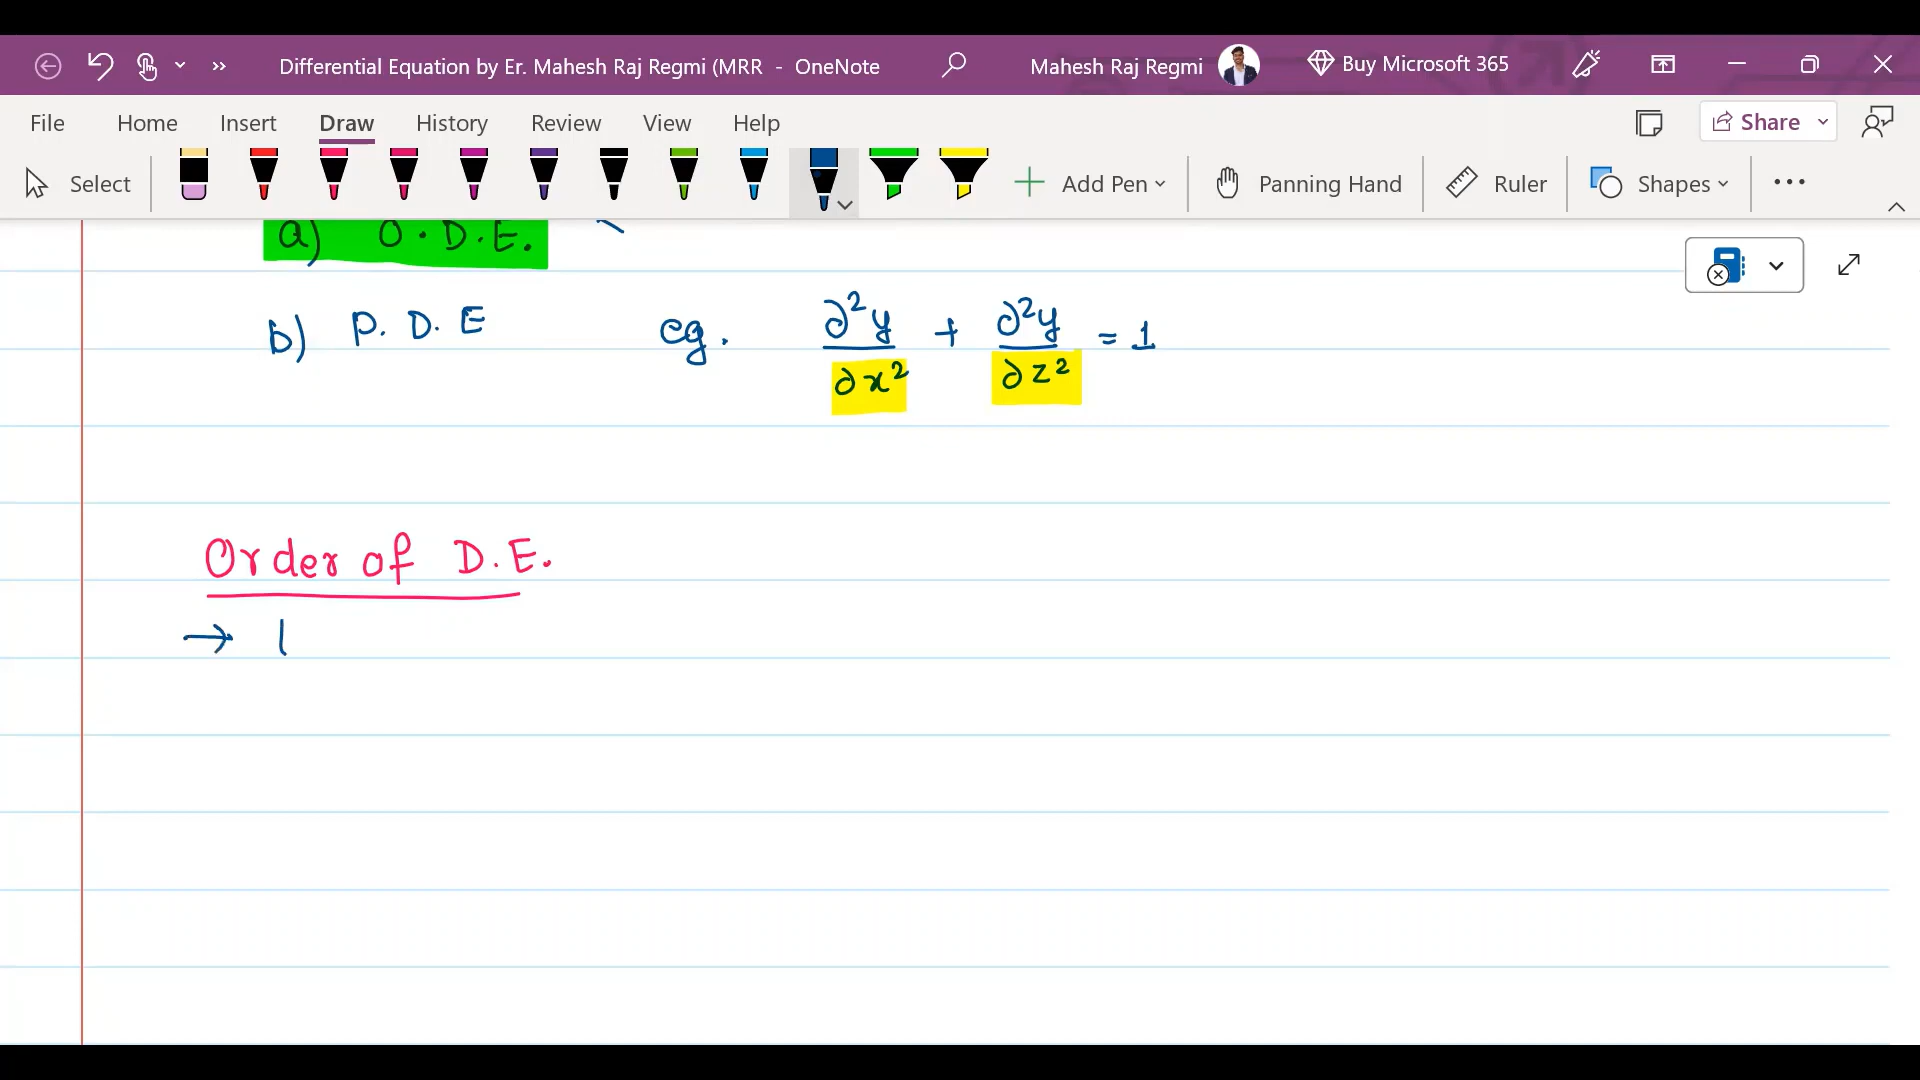 Differential Equation by Er. Mahesh Raj Regmi (MRR - OneNote Mahesh Raj Regmi Buy Microsoft 365
File Home Insert Draw History Review View Help Share
Select Add Pen Panning Hand Ruler Shapes
a) O.D.E.
b) P.D.E eg. ∂²y/∂x² + ∂²y/∂z² = 1
Order of D.E.
→ |